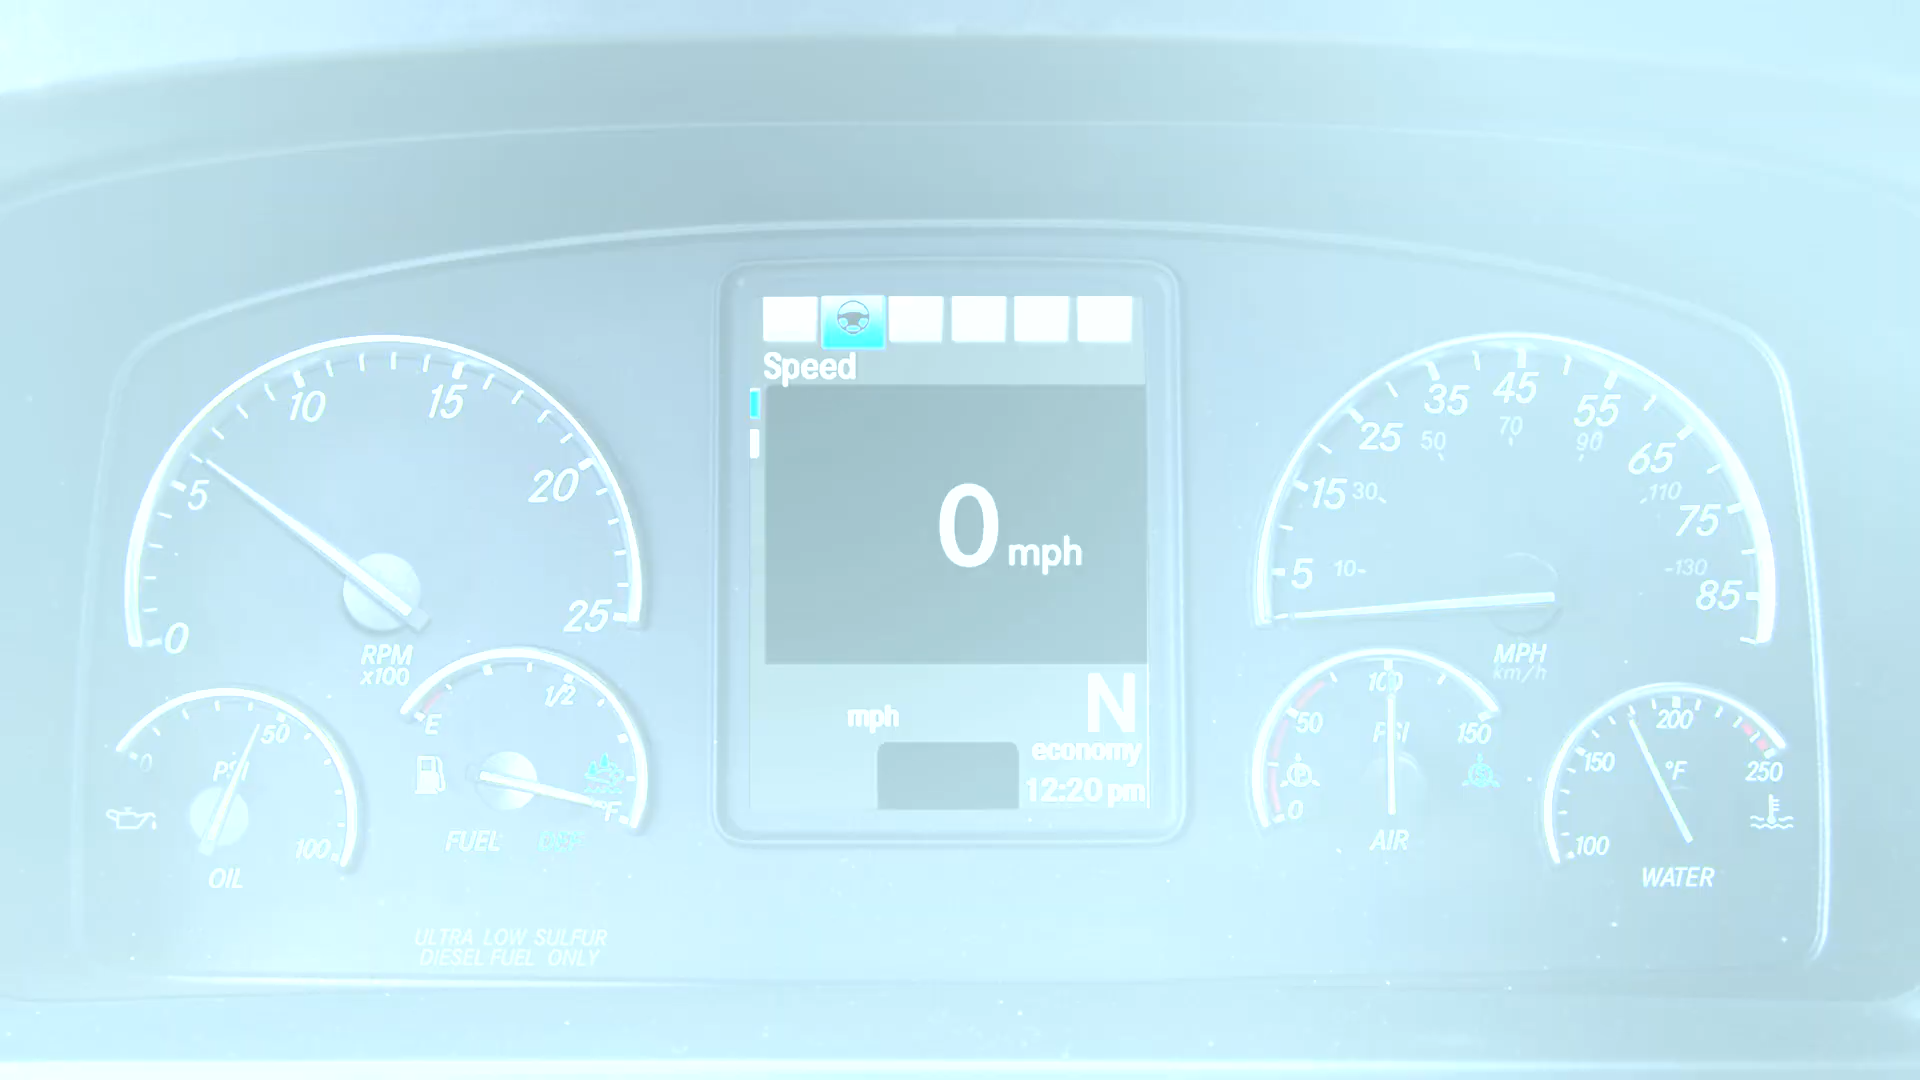 Speed
0 mph
mph
N
economy
12:20 pm
0
5
10
15
20
25
RPM
x100
0
50
100
PSI
OIL
E
1/2
F
FUEL
ULTRA LOW SULFUR
DIESEL FUEL ONLY
5
15
25
35
45
55
65
75
85
10
30
50
70
90
110
130
MPH
km/h
0
50
100
150
PSI
AIR
100
150
200
250
°F
WATER